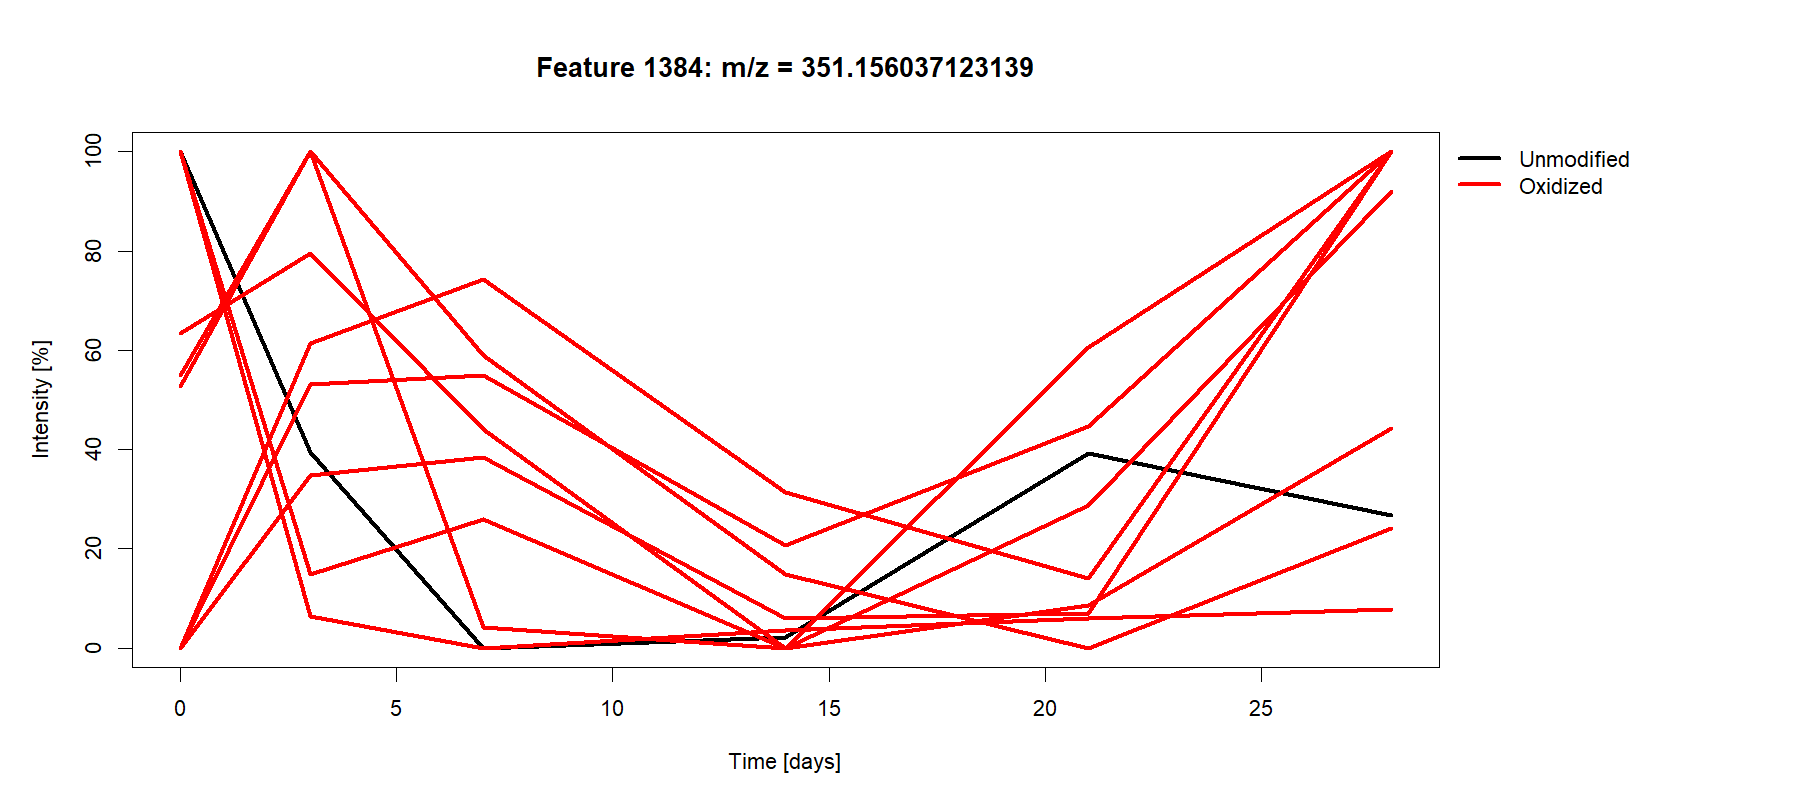 Feature 1384: m/z = 351.156037123139
Unmodified
Oxidized
Intensity [%]
100
80
60
40
20
0
0 5 10 15 20 25
Time [days]